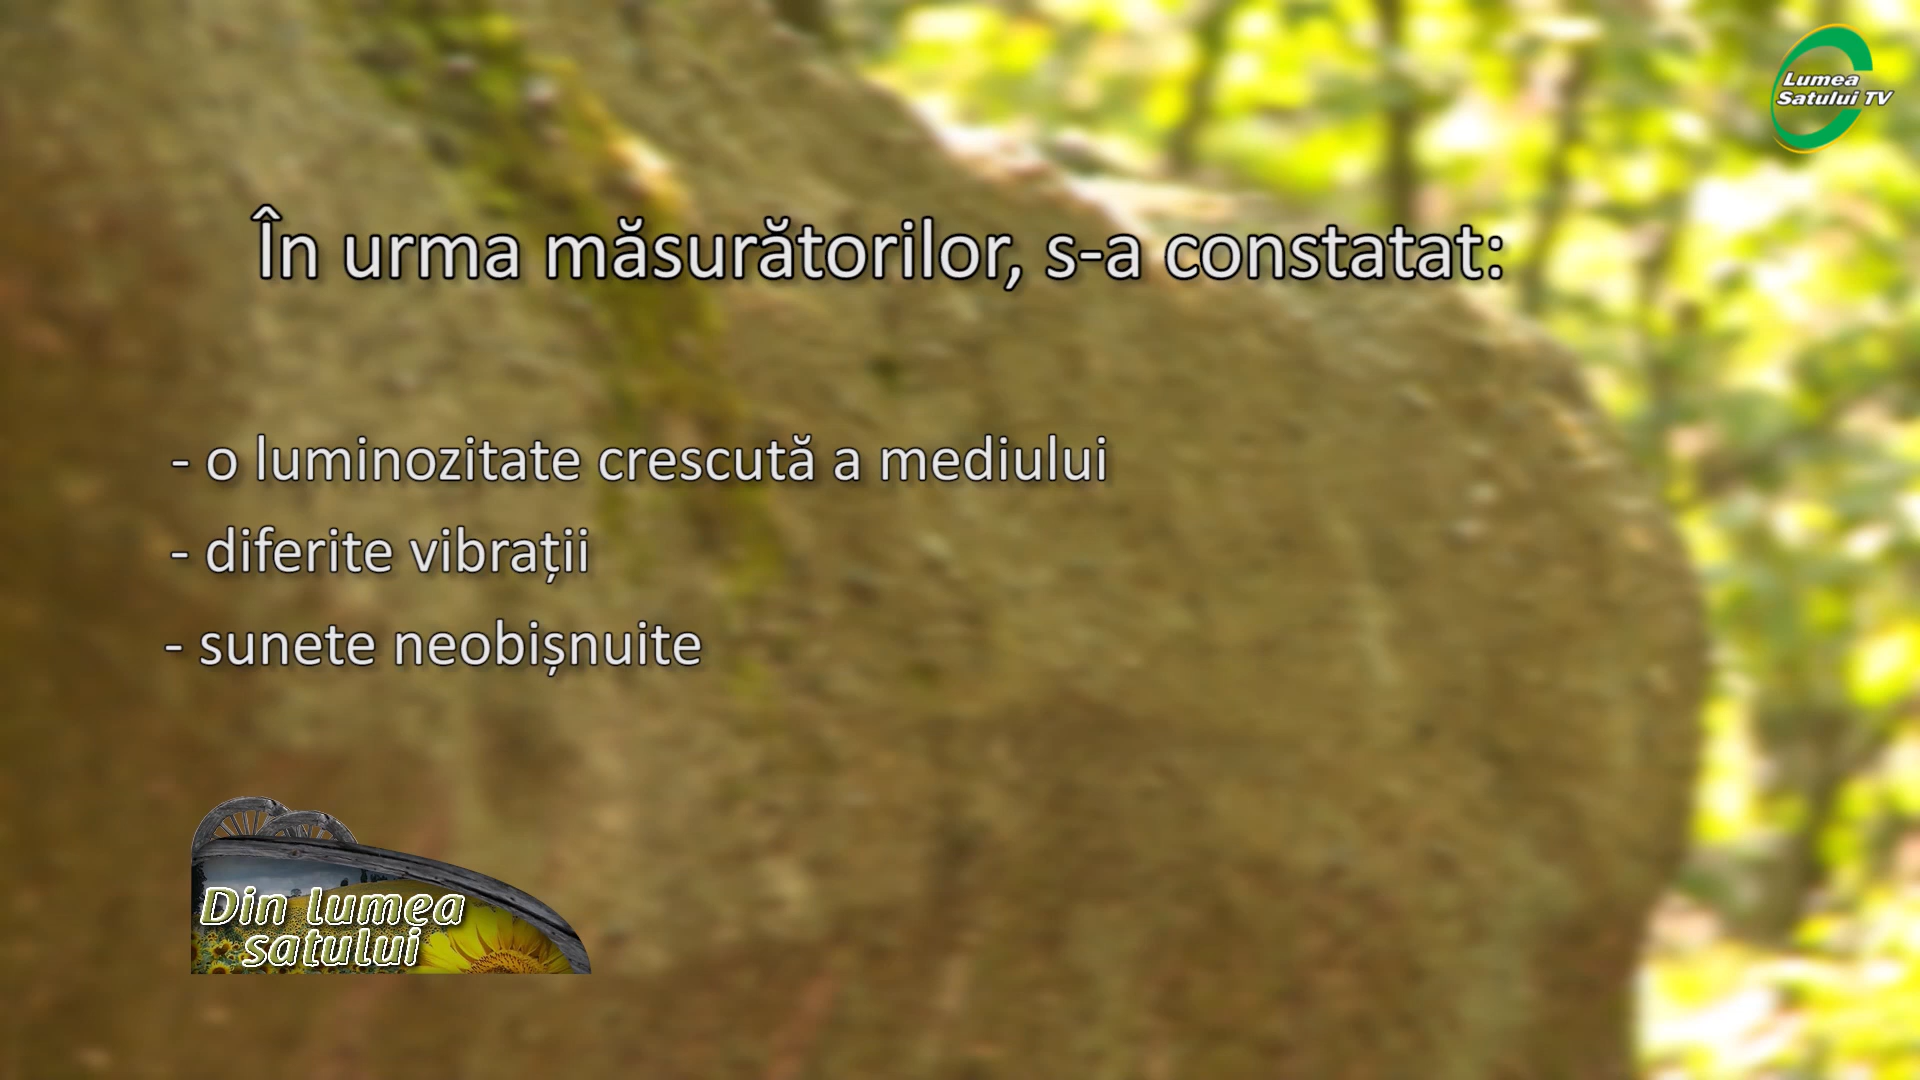 Lumea
Satului TV
În urma măsurătorilor, s-a constatat:
- o luminozitate crescută a mediului
- diferite vibrații
- sunete neobișnuite
Din lumea
satului